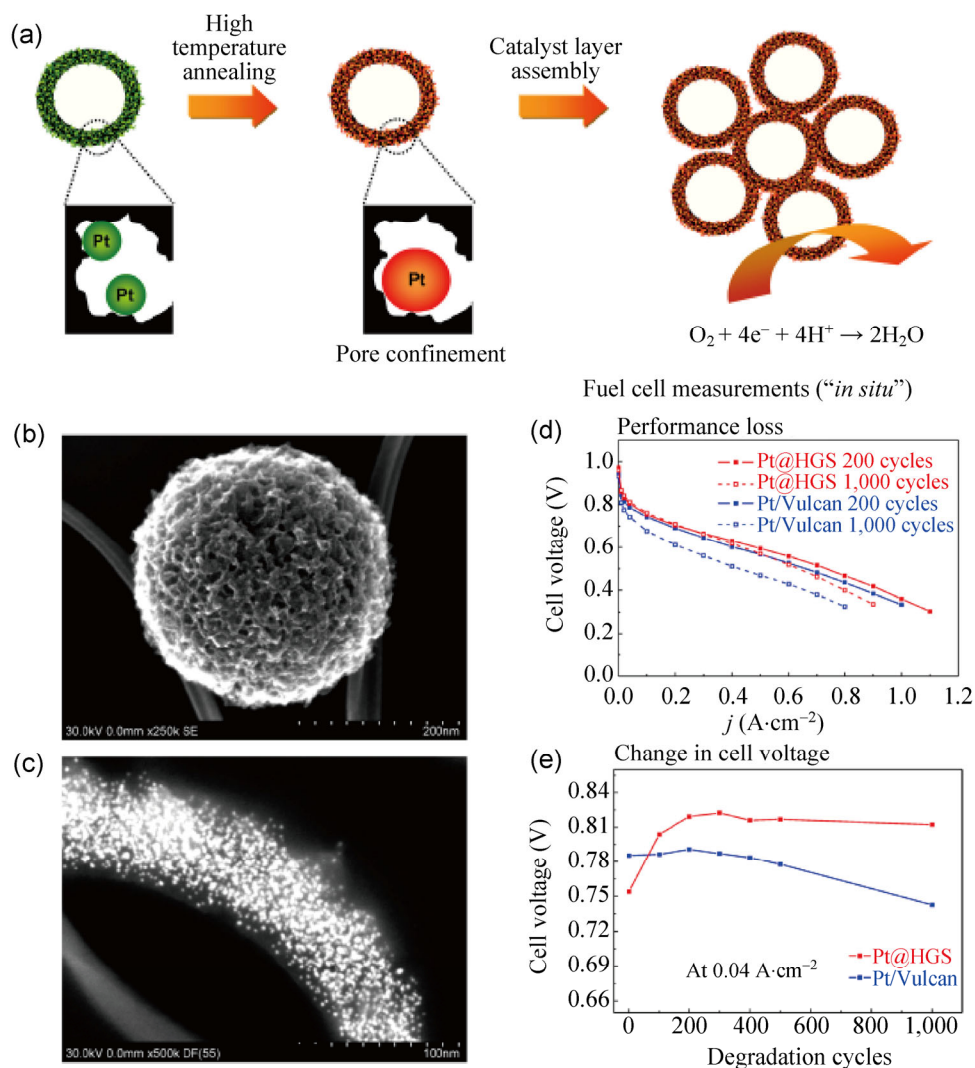 (a)
High
temperature
annealing
Catalyst layer
assembly
Pt
Pt
Pt
Pore confinement
O₂ + 4e⁻ + 4H⁺ → 2H₂O
Fuel cell measurements (“in situ”)
(b)
30.0kV 0.0mm x250k SE
200nm
(c)
30.0kV 0.0mm x500k DF(55)
100nm
(d)
Performance loss
Pt@HGS 200 cycles
Pt@HGS 1,000 cycles
Pt/Vulcan 200 cycles
Pt/Vulcan 1,000 cycles
Cell voltage (V)
1.0
0.8
0.6
0.4
0.2
0.0
0.0 0.2 0.4 0.6 0.8 1.0 1.2
j (A·cm⁻²)
(e)
Change in cell voltage
Cell voltage (V)
0.84
0.81
0.78
0.75
0.72
0.69
0.66
Pt@HGS
Pt/Vulcan
At 0.04 A·cm⁻²
0 200 400 600 800 1,000
Degradation cycles